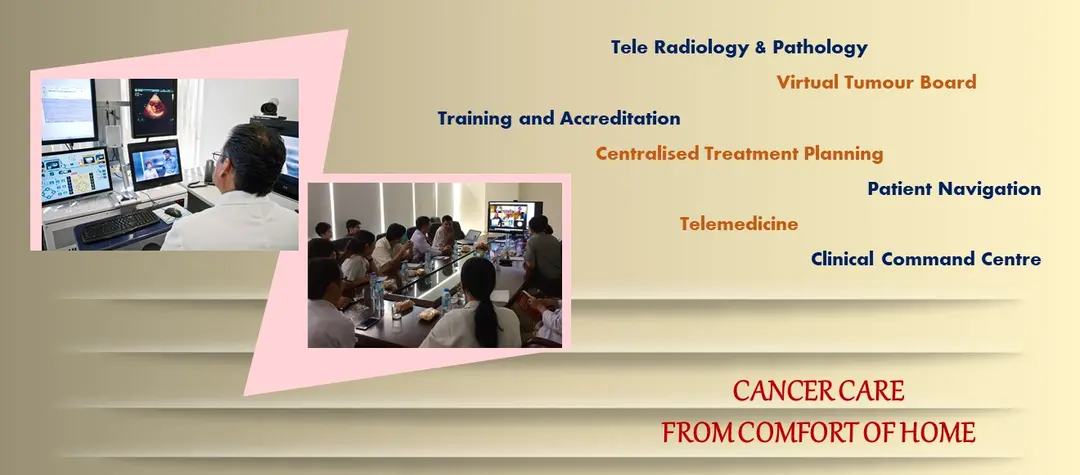 Tele Radiology & Pathology
Virtual Tumour Board
Training and Accreditation
Centralised Treatment Planning
Patient Navigation
Telemedicine
Clinical Command Centre
CANCER CARE
FROM COMFORT OF HOME